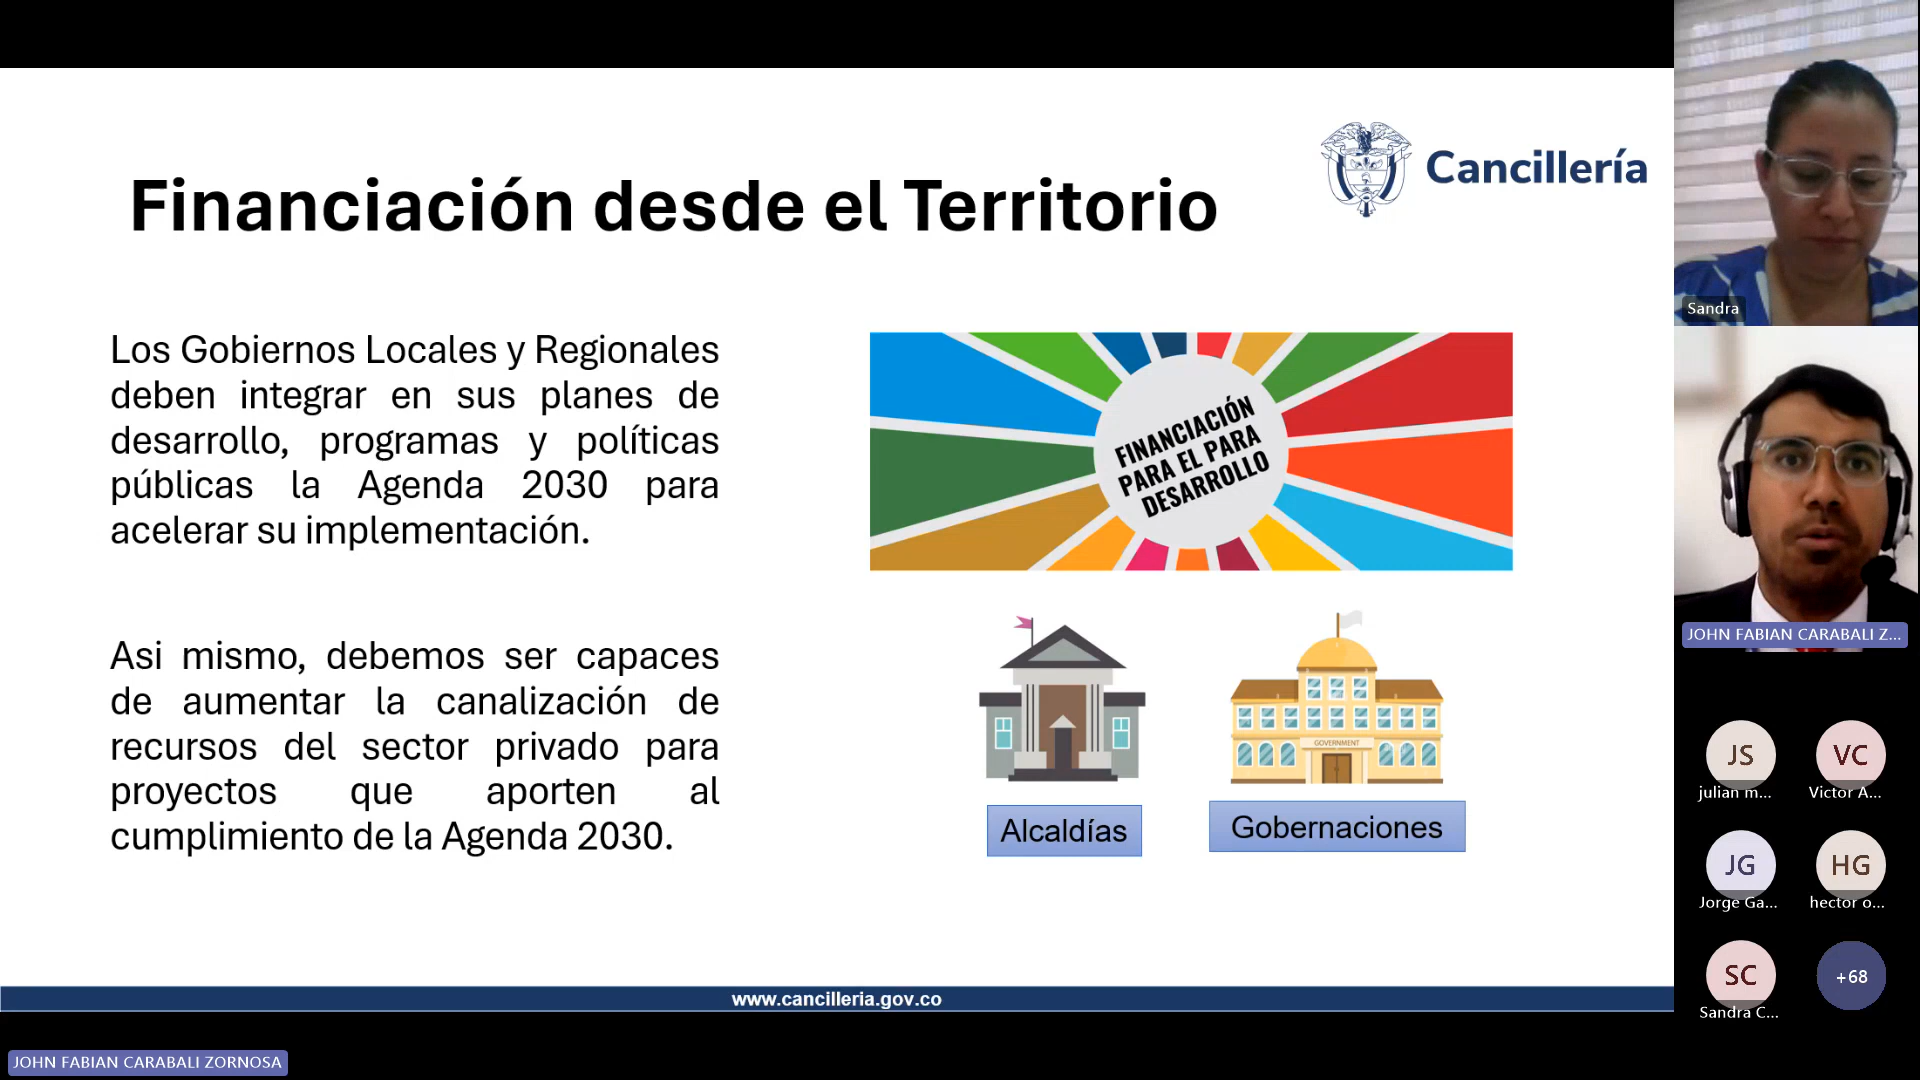 Cancillería
Financiación desde el Territorio
Los Gobiernos Locales y Regionales
deben integrar en sus planes de
desarrollo, programas y políticas
públicas la Agenda 2030 para
acelerar su implementación.
Asi mismo, debemos ser capaces
de aumentar la canalización de
recursos del sector privado para
proyectos que aporten al
cumplimiento de la Agenda 2030.
FINANCIACIÓN
PARA EL PARA
DESARROLLO
GOVERNMENT
Alcaldías
Gobernaciones
www.cancilleria.gov.co
JOHN FABIAN CARABALI ZORNOSA
Sandra
JOHN FABIAN CARABALI Z...
JS
julian m...
VC
Victor A...
JG
Jorge Ga...
HG
hector o...
SC
Sandra C...
+68